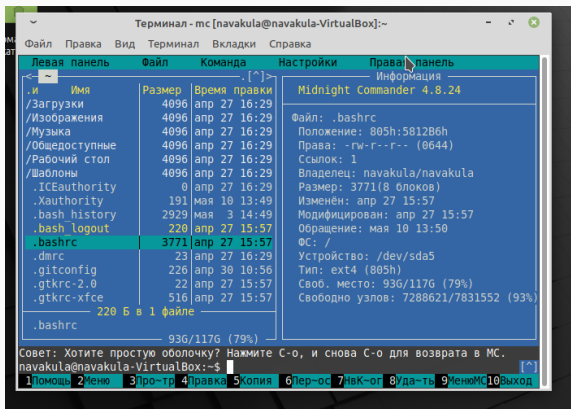 Терминал - mc [navakula@navakula-VirtualBox]:~
Файл Правка Вид Терминал Вкладки Справка
Левая панель Файл Команда Настройки Правая панель
<─ ~ .[^]>
.и Имя Размер Время правки
/Загрузки 4096 апр 27 16:29
/Изображения 4096 апр 27 16:29
/Музыка 4096 апр 27 16:29
/Общедоступные 4096 апр 27 16:29
/Рабочий стол 4096 апр 27 16:29
/Шаблоны 4096 апр 27 16:29
.ICEauthority 0 апр 27 16:29
.Xauthority 191 мая 10 13:49
.bash_history 2929 мая 3 14:49
.bash_logout 220 апр 27 15:57
.bashrc 3771 апр 27 15:57
.dmrc 23 апр 27 16:29
.gitconfig 226 апр 30 10:56
.gtkrc-2.0 22 апр 27 15:57
.gtkrc-xfce 516 апр 27 15:57
220 Б в 1 файле
.bashrc
93G/117G (79%)
Информация
Midnight Commander 4.8.24
Файл: .bashrc
Положение: 805h:5812B6h
Права: -rw-r--r-- (0644)
Ссылок: 1
Владелец: navakula/navakula
Размер: 3771(8 блоков)
Изменён: апр 27 15:57
Модифицирован: апр 27 15:57
Обращение: мая 10 13:50
ФС: /
Устройство: /dev/sda5
Тип: ext4 (805h)
Своб. место: 93G/117G (79%)
Свободно узлов: 7288621/7831552 (93%)
Совет: Хотите простую оболочку? Нажмите C-o, и снова C-o для возврата в MC.
navakula@navakula-VirtualBox:~$ [^]
1Помощь 2Меню 3Про~тр 4Правка 5Копия 6Пер~ос 7НвК~ог 8Уда~ть 9МенюMC 10Выход